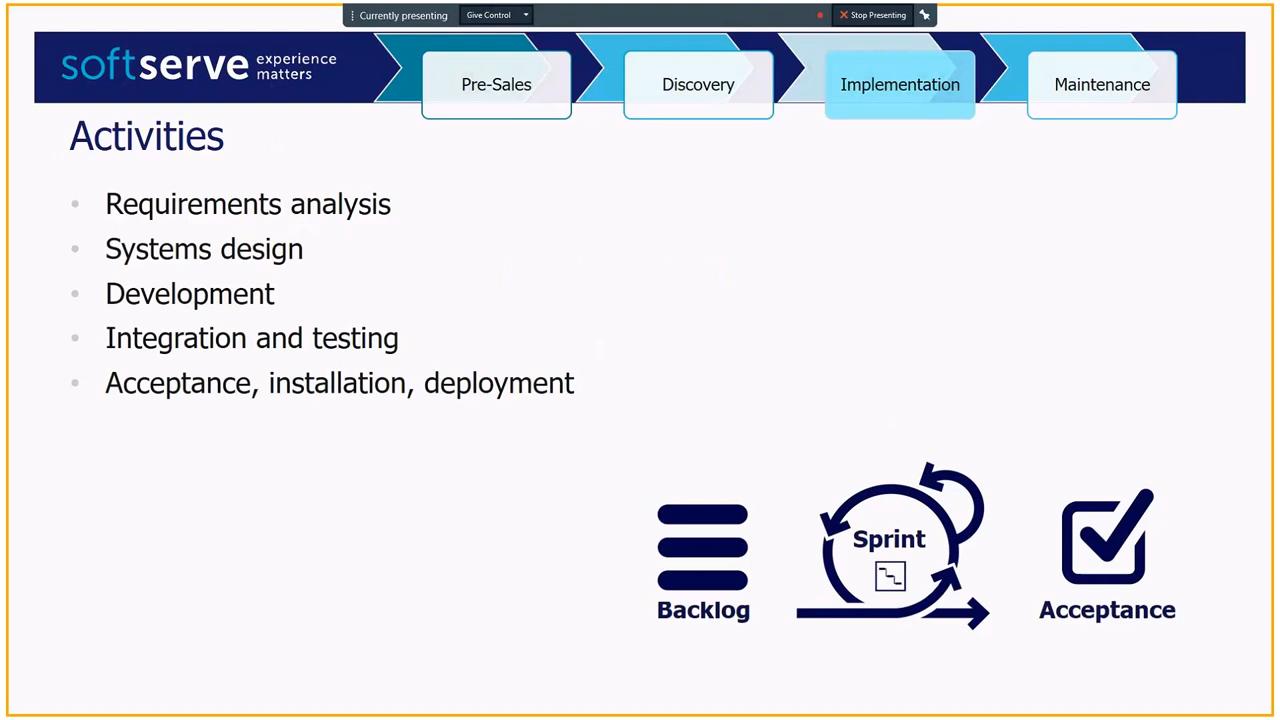 Currently presenting
Give Control
Stop Presenting
softserve experience
matters
Pre-Sales
Discovery
Implementation
Maintenance
Activities
Requirements analysis
Systems design
Development
Integration and testing
Acceptance, installation, deployment
Sprint
Backlog
Acceptance